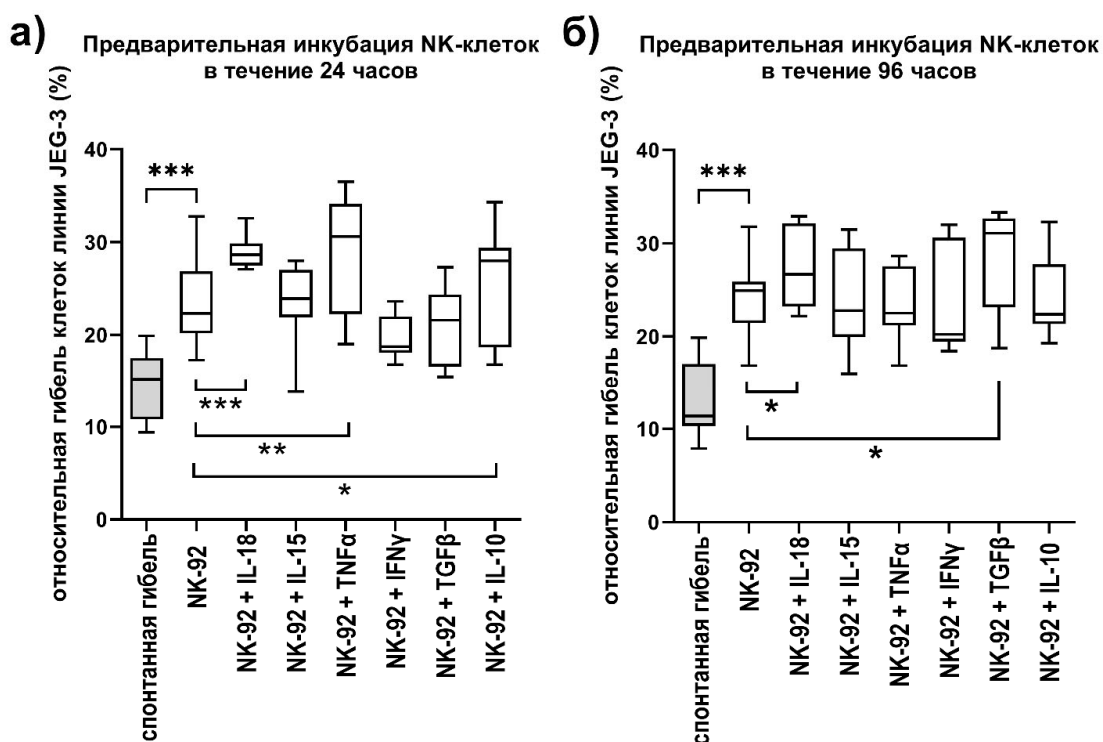 а)
Предварительная инкубация NK-клеток
в течение 24 часов
относительная гибель клеток линии JEG-3 (%)
40
30
20
10
0
***
***
**
*
спонтанная гибель
NK-92
NK-92 + IL-18
NK-92 + IL-15
NK-92 + TNFα
NK-92 + IFNγ
NK-92 + TGFβ
NK-92 + IL-10
б)
Предварительная инкубация NK-клеток
в течение 96 часов
относительная гибель клеток линии JEG-3 (%)
40
30
20
10
0
***
*
*
спонтанная гибель
NK-92
NK-92 + IL-18
NK-92 + IL-15
NK-92 + TNFα
NK-92 + IFNγ
NK-92 + TGFβ
NK-92 + IL-10